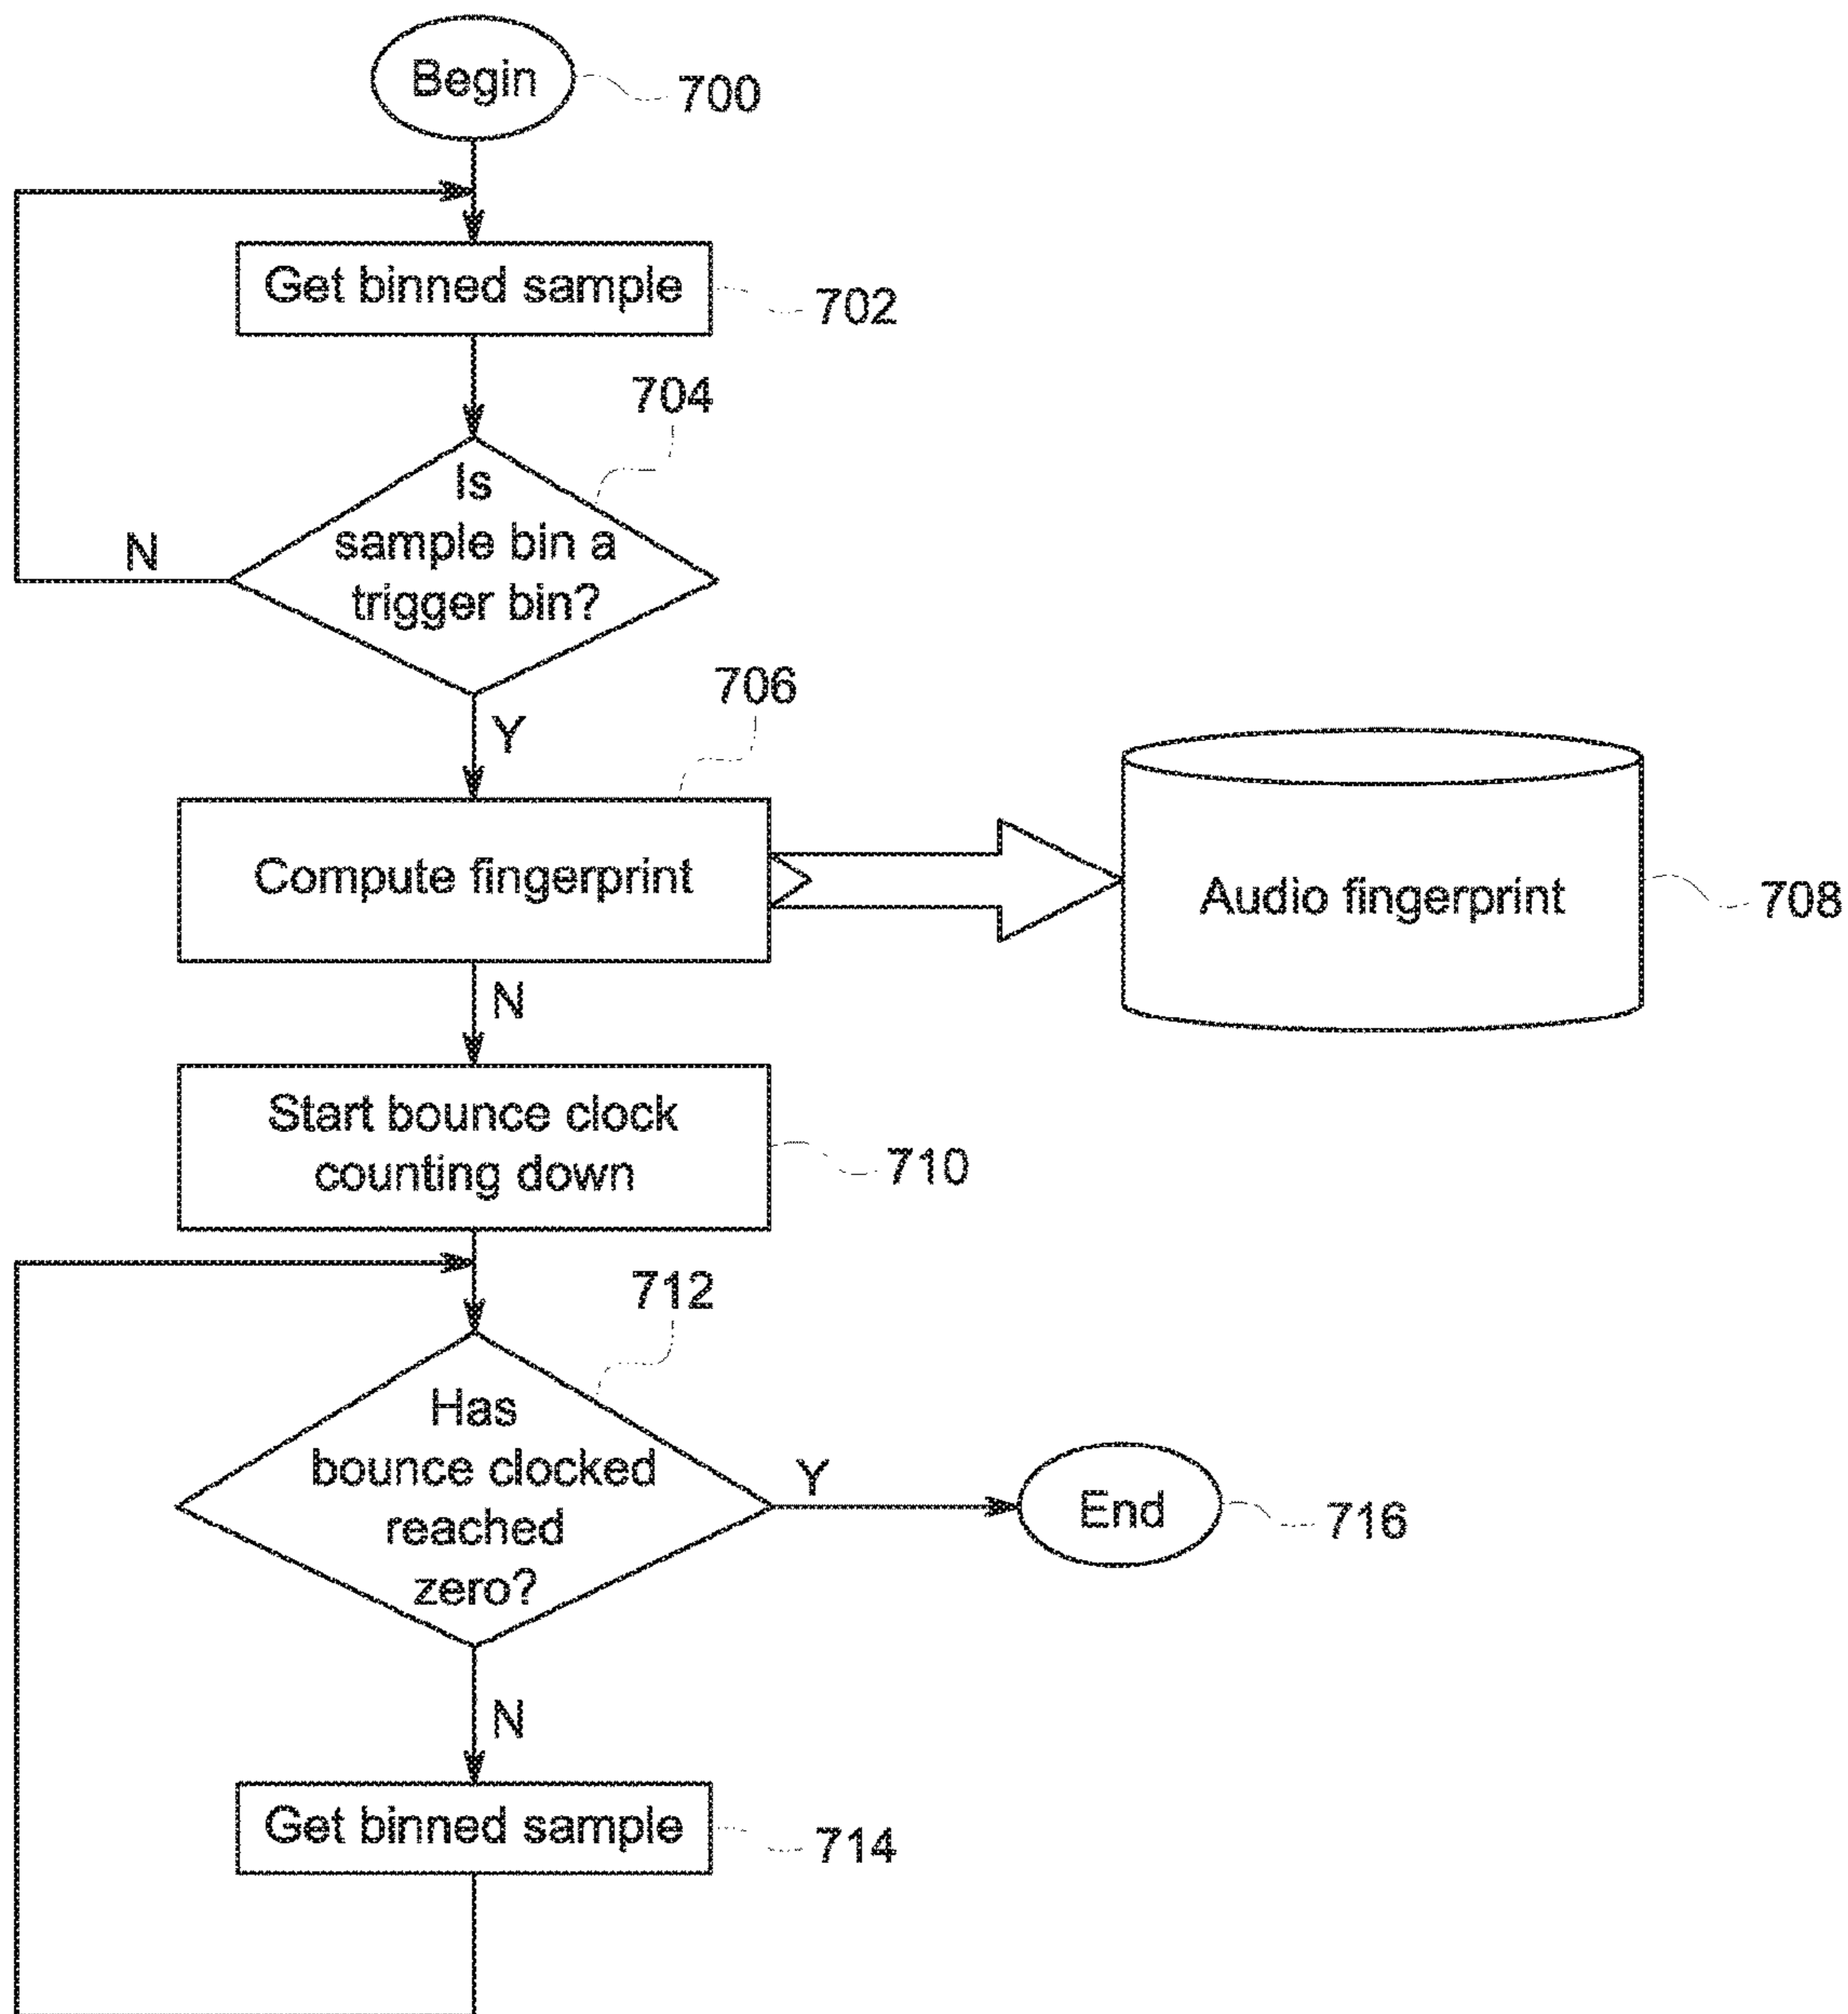 Begin
700
Get binned sample
702
704
Is
sample bin a
trigger bin?
N
Y
706
Compute fingerprint
Audio fingerprint
708
N
Start bounce clock
counting down
710
712
Has
bounce clocked
reached
zero?
Y
End
716
N
Get binned sample
714